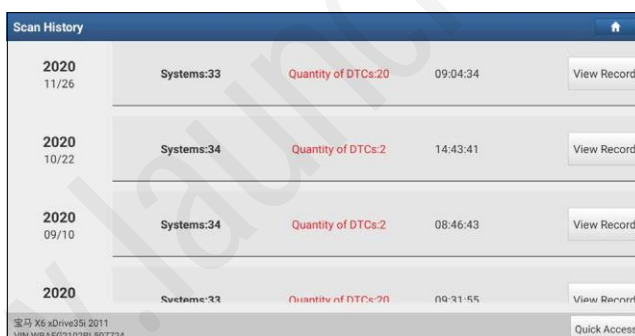 Scan History
2020
11/26
Systems:33
Quantity of DTCs:20
09:04:34
View Record
2020
10/22
Systems:34
Quantity of DTCs:2
14:43:41
View Record
2020
09/10
Systems:34
Quantity of DTCs:2
08:46:43
View Record
2020
Systems:33
Quantity of DTCs:20
09:31:55
View Record
宝马 X6 xDrive35i 2011
Quick Access